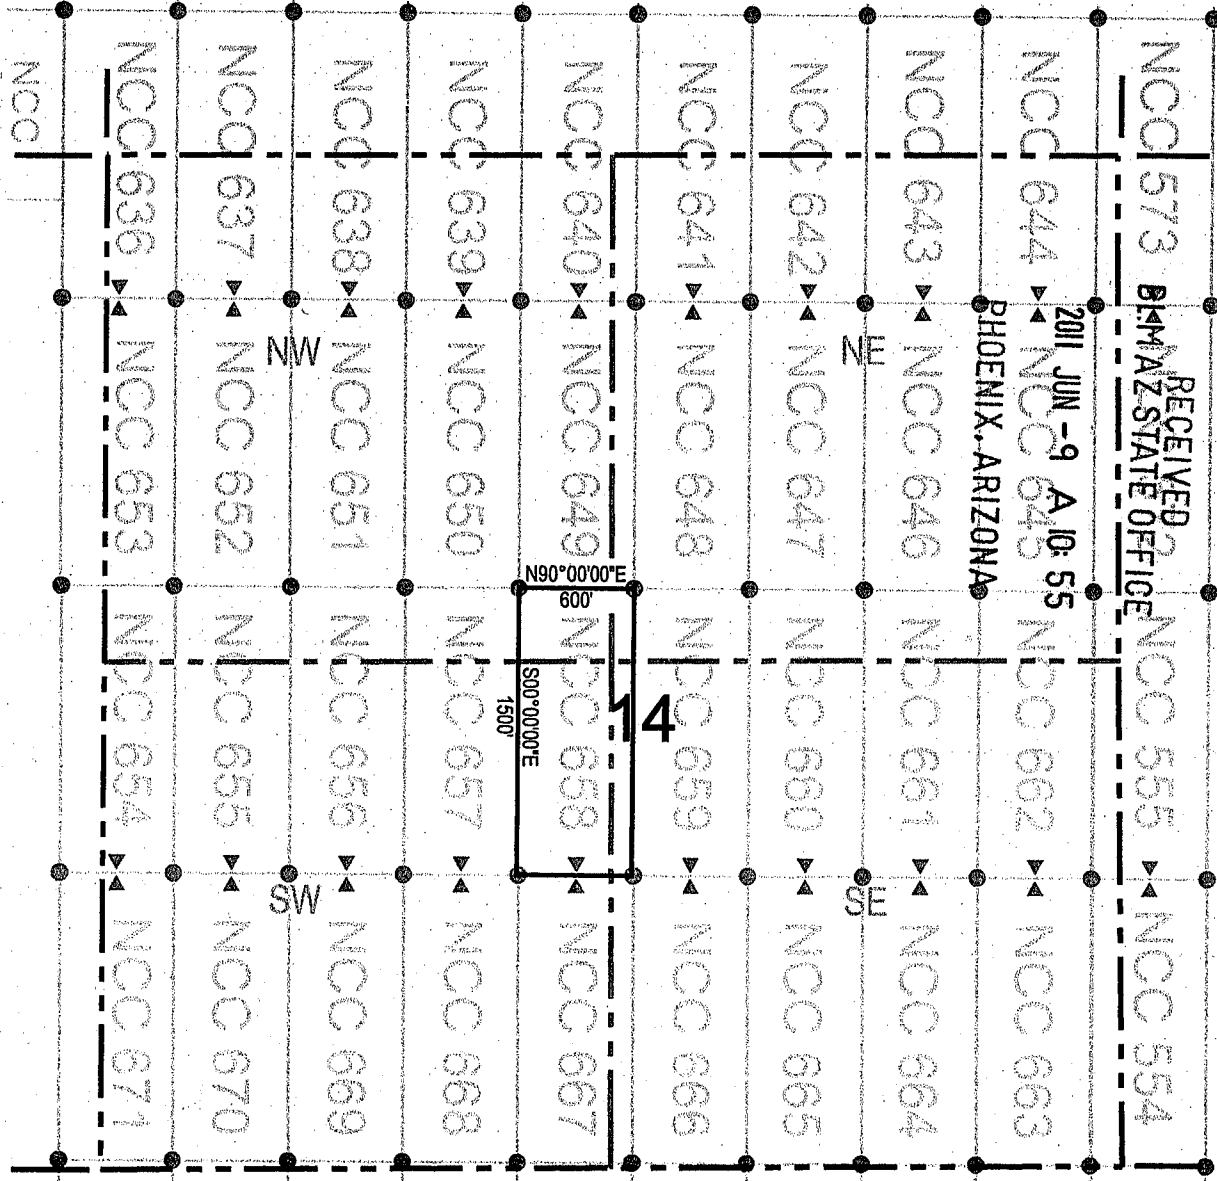 NCC
NCC 636
NCC 637
NCC 638
NCC 639
NCC 640
NCC 641
NCC 642
NCC 643
NCC 644
NCC 573
NW
NE
RECEIVED
BLM AZ STATE OFFICE
2011 JUN -9 A 10: 55
PHOENIX, ARIZONA
NCC 653
NCC 652
NCC 651
NCC 650
NCC 649
NCC 648
NCC 647
NCC 646
NCC 645
N90°00'00"E
600'
S00°00'00"E
1500'
14
NCC 654
NCC 655
NCC 656
NCC 657
NCC 658
NCC 659
NCC 660
NCC 661
NCC 662
NCC 555
SW
SE
NCC 671
NCC 670
NCC 669
NCC 668
NCC 667
NCC 666
NCC 665
NCC 664
NCC 663
NCC 554